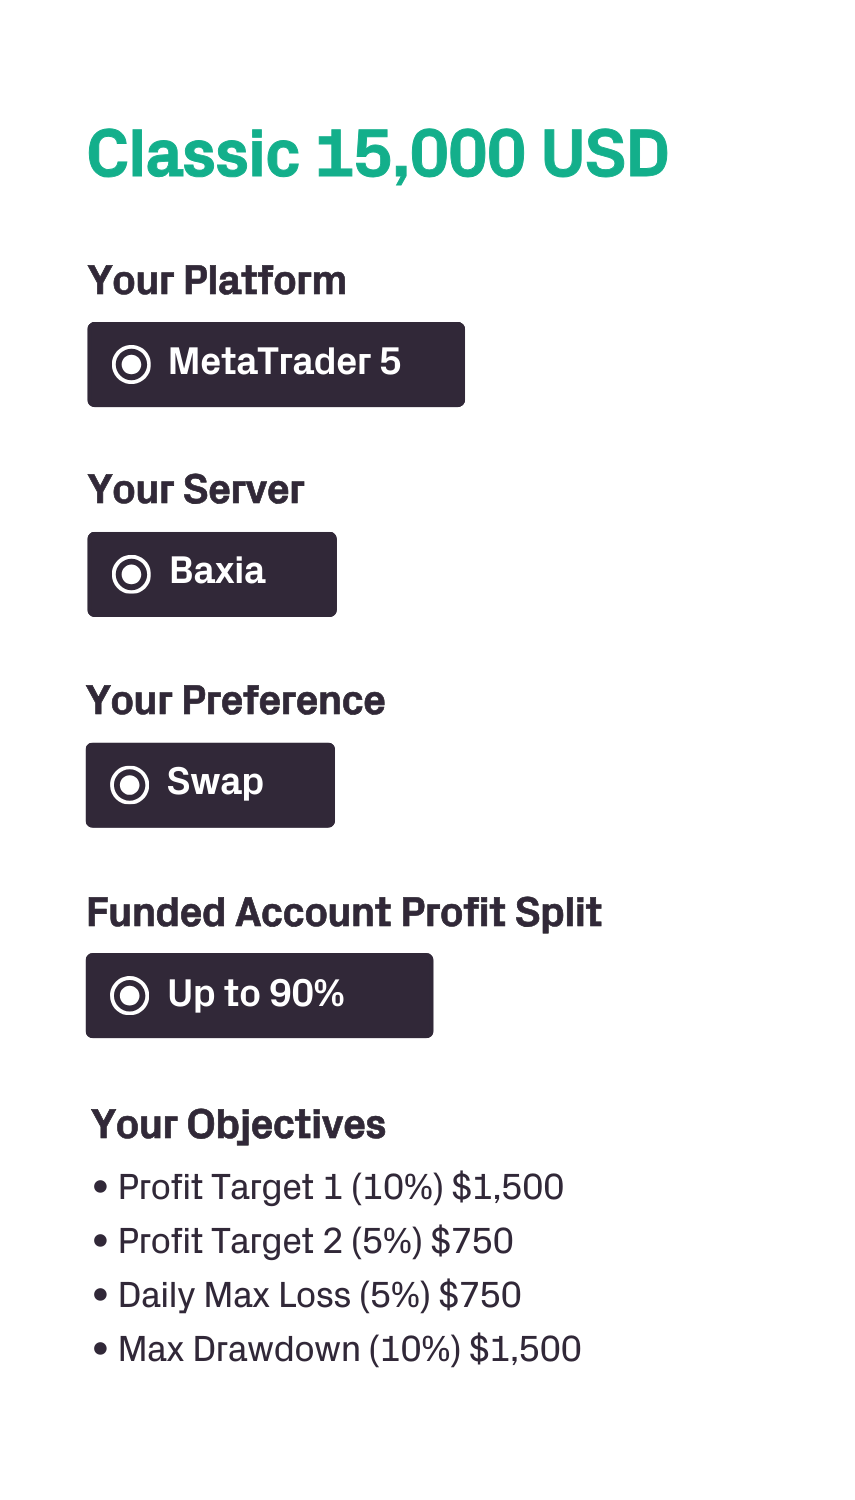 Classic 15,000 USD
Your Platform
MetaTrader 5
Your Server
Baxia
Your Preference
Swap
Funded Account Profit Split
Up to 90%
Your Objectives
• Profit Target 1 (10%) $1,500
• Profit Target 2 (5%) $750
• Daily Max Loss (5%) $750
• Max Drawdown (10%) $1,500